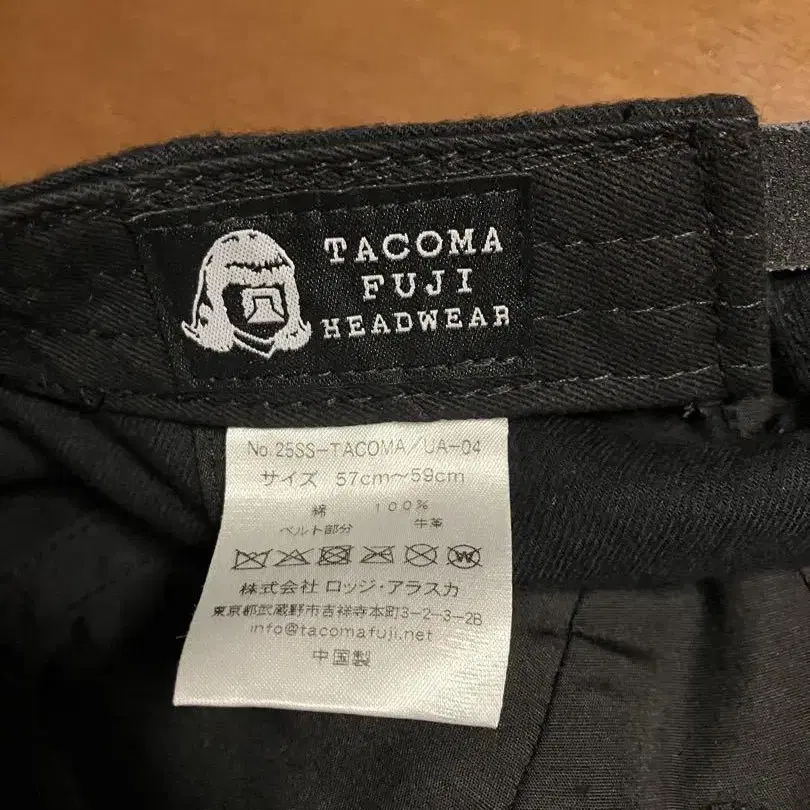 TACOMA
FUJI
HEADWEAR
No.25SS-TACOMA/UA-04
サイズ 57cm〜59cm
綿 100%
ベルト部分 牛革
W
株式会社 ロッジ・アラスカ
東京都武蔵野市吉祥寺本町3-2-3-2B
info@tacomafuji.net
中国製